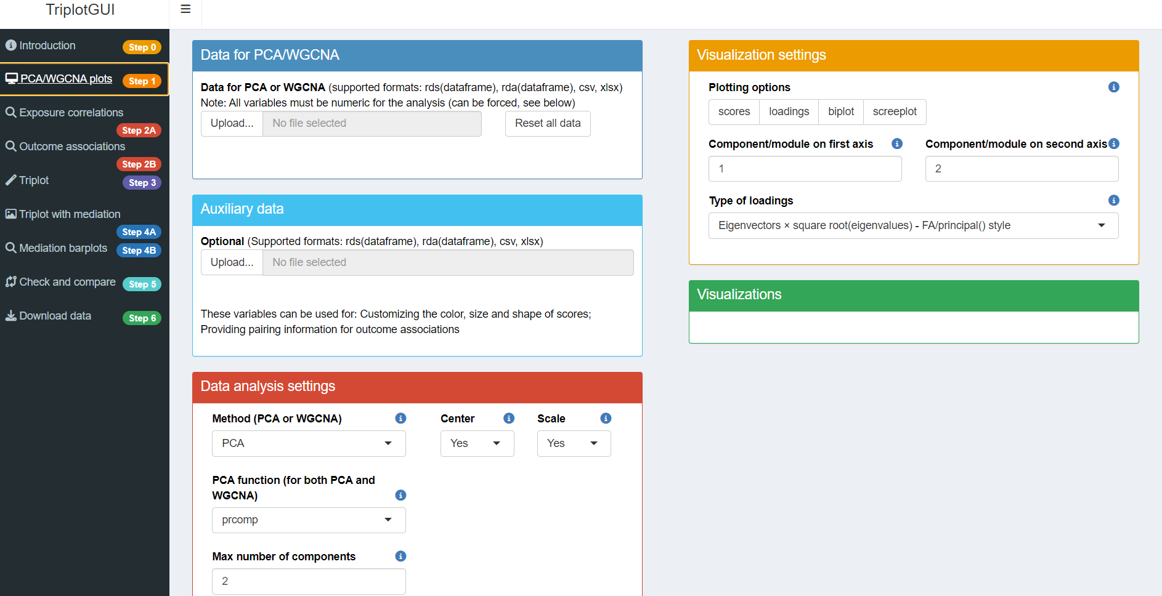 TriplotGUI
Introduction
Step 0
PCA/WGCNA plots
Step 1
Exposure correlations
Step 2A
Outcome associations
Step 2B
Triplot
Step 3
Triplot with mediation
Step 4A
Mediation barplots
Step 4B
Check and compare
Step 5
Download data
Step 6
Data for PCA/WGCNA
Data for PCA or WGCNA (supported formats: rds(dataframe), rda(dataframe), csv, xlsx)
Note: All variables must be numeric for the analysis (can be forced, see below)
Upload... No file selected
Reset all data
Auxiliary data
Optional (Supported formats: rds(dataframe), rda(dataframe), csv, xlsx)
Upload... No file selected
These variables can be used for: Customizing the color, size and shape of scores;
Providing pairing information for outcome associations
Data analysis settings
Method (PCA or WGCNA)
PCA
Center
Yes
Scale
Yes
PCA function (for both PCA and
WGCNA)
prcomp
Max number of components
2
Visualization settings
Plotting options
scores loadings biplot screeplot
Component/module on first axis
1
Component/module on second axis
2
Type of loadings
Eigenvectors × square root(eigenvalues) - FA/principal() style
Visualizations